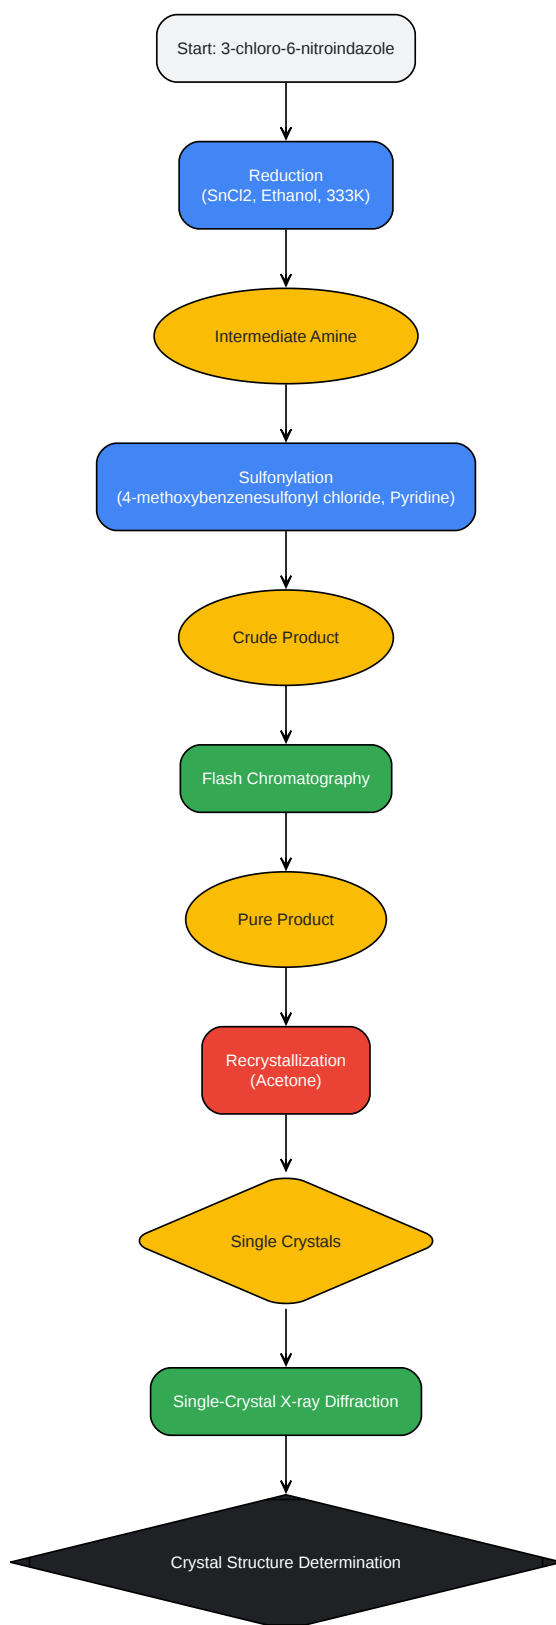 Start: 3-chloro-6-nitroindazole
Reduction
(SnCl2, Ethanol, 333K)
Intermediate Amine
Sulfonylation
(4-methoxybenzenesulfonyl chloride, Pyridine)
Crude Product
Flash Chromatography
Pure Product
Recrystallization
(Acetone)
Single Crystals
Single-Crystal X-ray Diffraction
Crystal Structure Determination